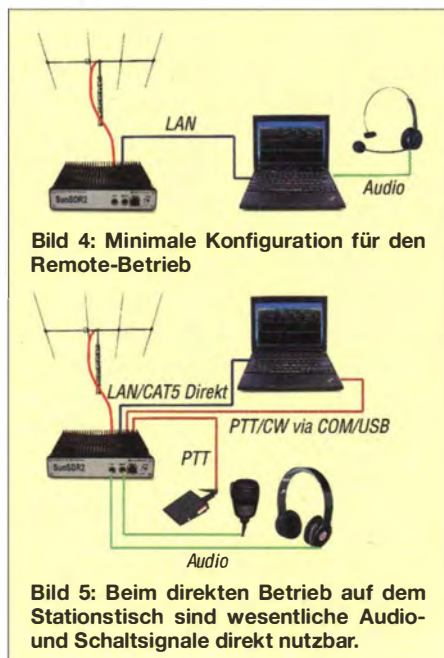 SunSDR2
LAN
Audio
Bild 4: Minimale Konfiguration für den
Remote-Betrieb
LAN/CAT5 Direkt
PTT/CW via COM/USB
SunSDR2
PTT
Audio
Bild 5: Beim direkten Betrieb auf dem
Stationstisch sind wesentliche Audio-
und Schaltsignale direkt nutzbar.